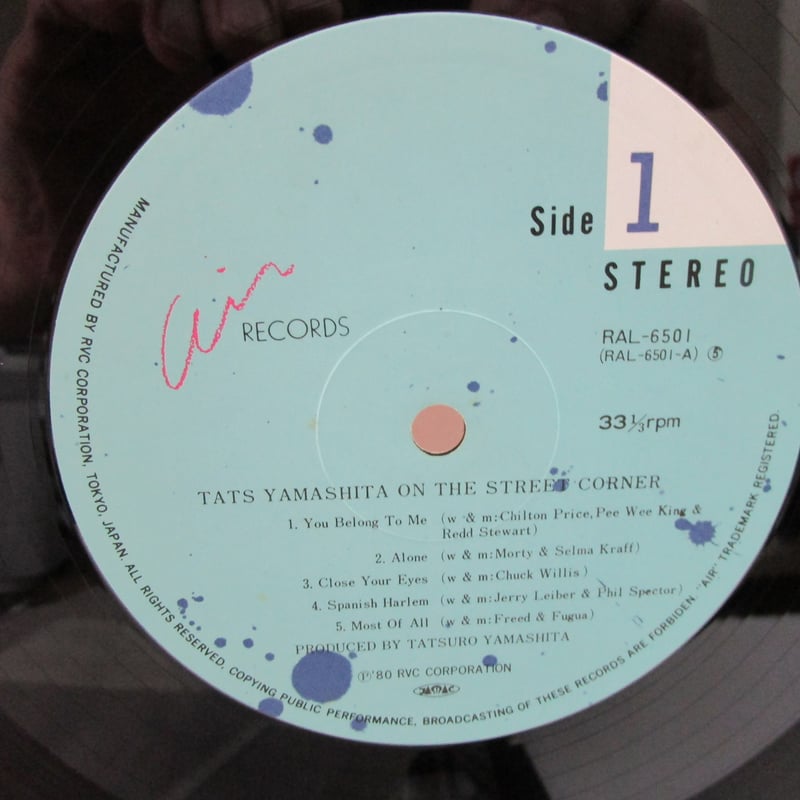 Side 1
STEREO
air RECORDS
RAL-6501
(RAL-6501-A) ⑤
33⅓rpm
TATS YAMASHITA ON THE STREET CORNER
1. You Belong To Me (w & m:Chilton Price, Pee Wee King &
Redd Stewart)
2. Alone (w & m:Morty & Selma Kraff)
3. Close Your Eyes (w & m:Chuck Willis)
4. Spanish Harlem (w & m:Jerry Leiber & Phil Spector)
5. Most Of All (w & m:Freed & Fugua)
PRODUCED BY TATSURO YAMASHITA
Ⓟ'80 RVC CORPORATION
JASRAC
MANUFACTURED BY RVC CORPORATION, TOKYO, JAPAN. ALL RIGHTS RESERVED, COPYING PUBLIC PERFORMANCE, BROADCASTING OF THESE RECORDS ARE FORBIDEN. "AIR" TRADEMARK REGISTERED.